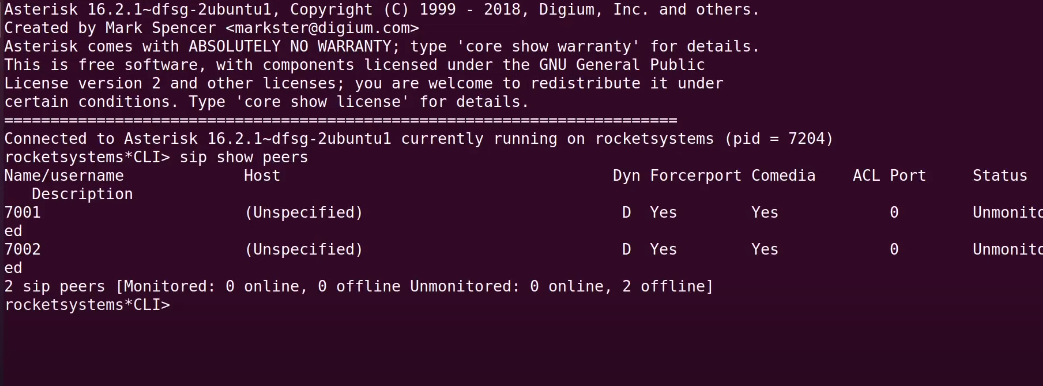 Asterisk 16.2.1~dfsg-2ubuntu1, Copyright (C) 1999 - 2018, Digium, Inc. and others.
Created by Mark Spencer <markster@digium.com>
Asterisk comes with ABSOLUTELY NO WARRANTY; type 'core show warranty' for details.
This is free software, with components licensed under the GNU General Public
License version 2 and other licenses; you are welcome to redistribute it under
certain conditions. Type 'core show license' for details.
=========================================================================
Connected to Asterisk 16.2.1~dfsg-2ubuntu1 currently running on rocketsystems (pid = 7204)
rocketsystems*CLI> sip show peers
Name/username             Host                                    Dyn Forcerport Comedia    ACL Port     Status
   Description
7001                      (Unspecified)                            D  Yes        Yes            0        Unmonito
ed
7002                      (Unspecified)                            D  Yes        Yes            0        Unmonito
ed
2 sip peers [Monitored: 0 online, 0 offline Unmonitored: 0 online, 2 offline]
rocketsystems*CLI>